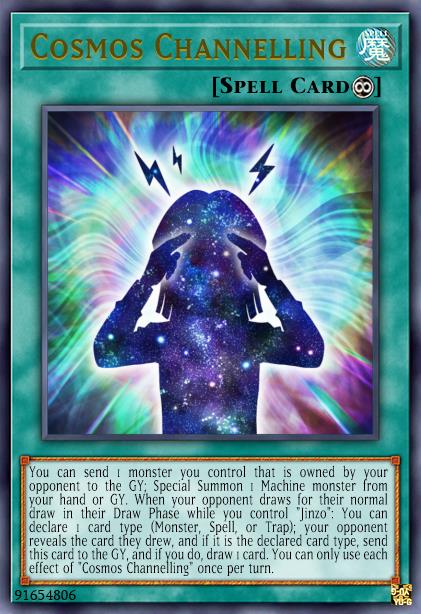 COSMOS CHANNELLING
SPELL
魔
[SPELL CARD]
You can send 1 monster you control that is owned by your
opponent to the GY; Special Summon 1 Machine monster from
your hand or GY. When your opponent draws for their normal
draw in their Draw Phase while you control "Jinzo": You can
declare 1 card type (Monster, Spell, or Trap); your opponent
reveals the card they drew, and if it is the declared card type, send
this card to the GY, and if you do, draw 1 card. You can only use each
effect of "Cosmos Channelling" once per turn.
91654806